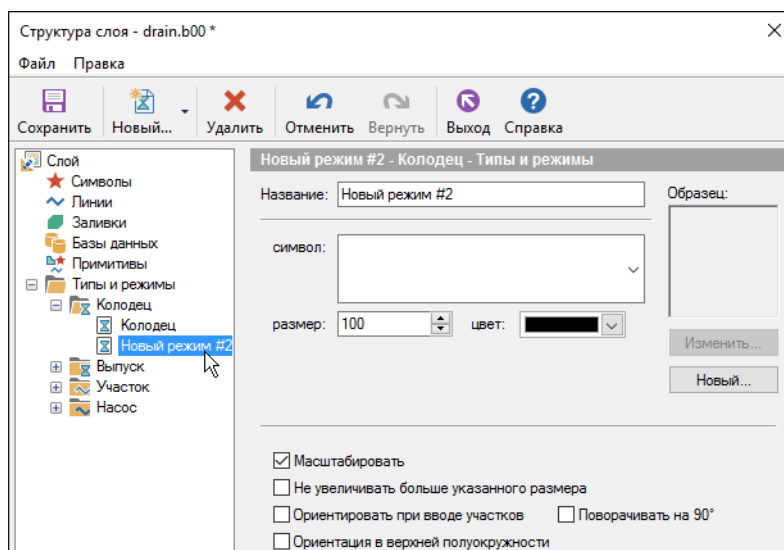 Структура слоя - drain.b00 *
Файл Правка
Сохранить Новый... Удалить Отменить Вернуть Выход Справка
Слой
Символы
Линии
Заливки
Базы данных
Примитивы
Типы и режимы
Колодец
Колодец
Новый режим #2
Выпуск
Участок
Насос
Новый режим #2 - Колодец - Типы и режимы
Название: Новый режим #2
Образец:
символ:
размер: 100 цвет:
Изменить...
Новый...
Масштабировать
Не увеличивать больше указанного размера
Ориентировать при вводе участков Поворачивать на 90°
Ориентация в верхней полуокружности